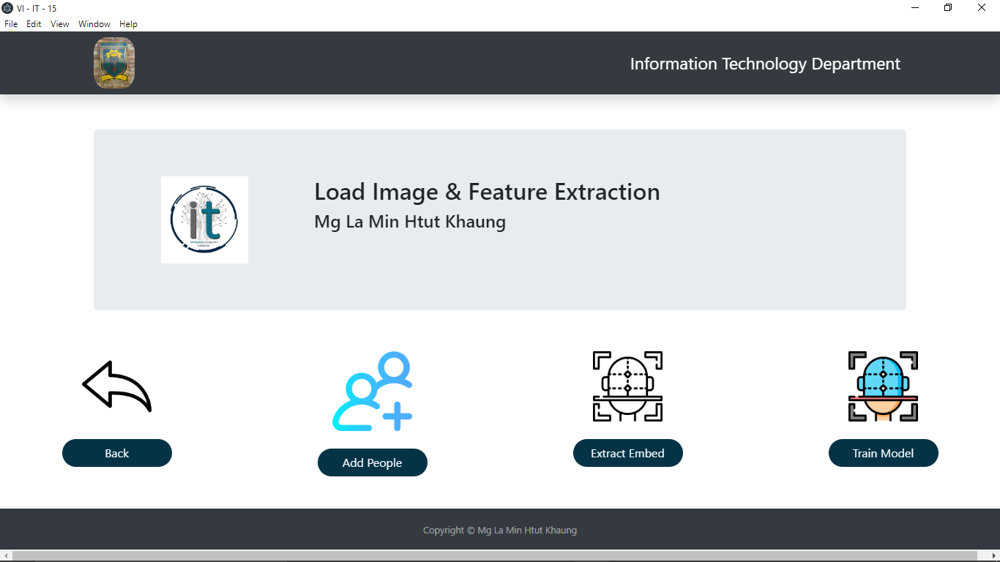 VI - IT - 15
File Edit View Window Help
Information Technology Department
it
Load Image & Feature Extraction
Mg La Min Htut Khaung
Back
Add People
Extract Embed
Train Model
Copyright © Mg La Min Htut Khaung